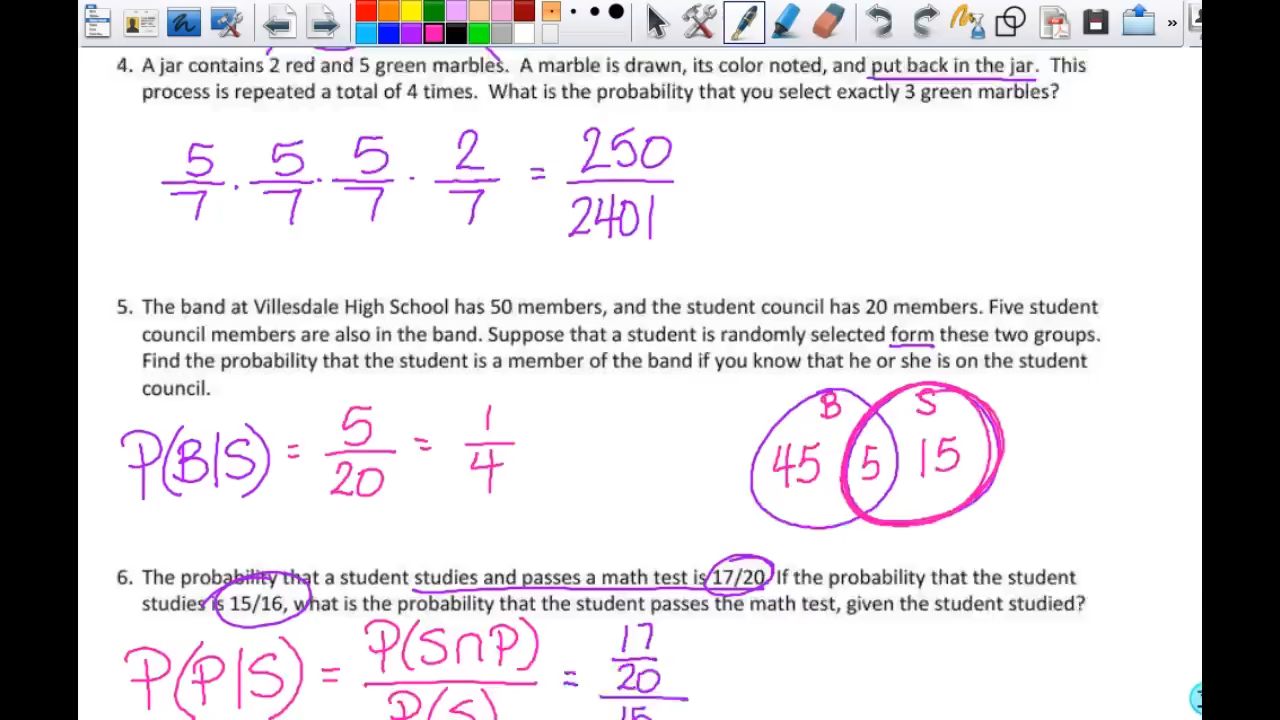 4. A jar contains 2 red and 5 green marbles. A marble is drawn, its color noted, and put back in the jar. This
process is repeated a total of 4 times. What is the probability that you select exactly 3 green marbles?
5/7 · 5/7 · 5/7 · 2/7 = 250/2401
5. The band at Villesdale High School has 50 members, and the student council has 20 members. Five student
council members are also in the band. Suppose that a student is randomly selected form these two groups.
Find the probability that the student is a member of the band if you know that he or she is on the student
council.
B S
P(B|S) = 5/20 = 1/4
45 5 15
6. The probability that a student studies and passes a math test is 17/20. If the probability that the student
studies is 15/16, what is the probability that the student passes the math test, given the student studied?
P(P|S) = P(S∩P)/P(S) = 17/20 / 15